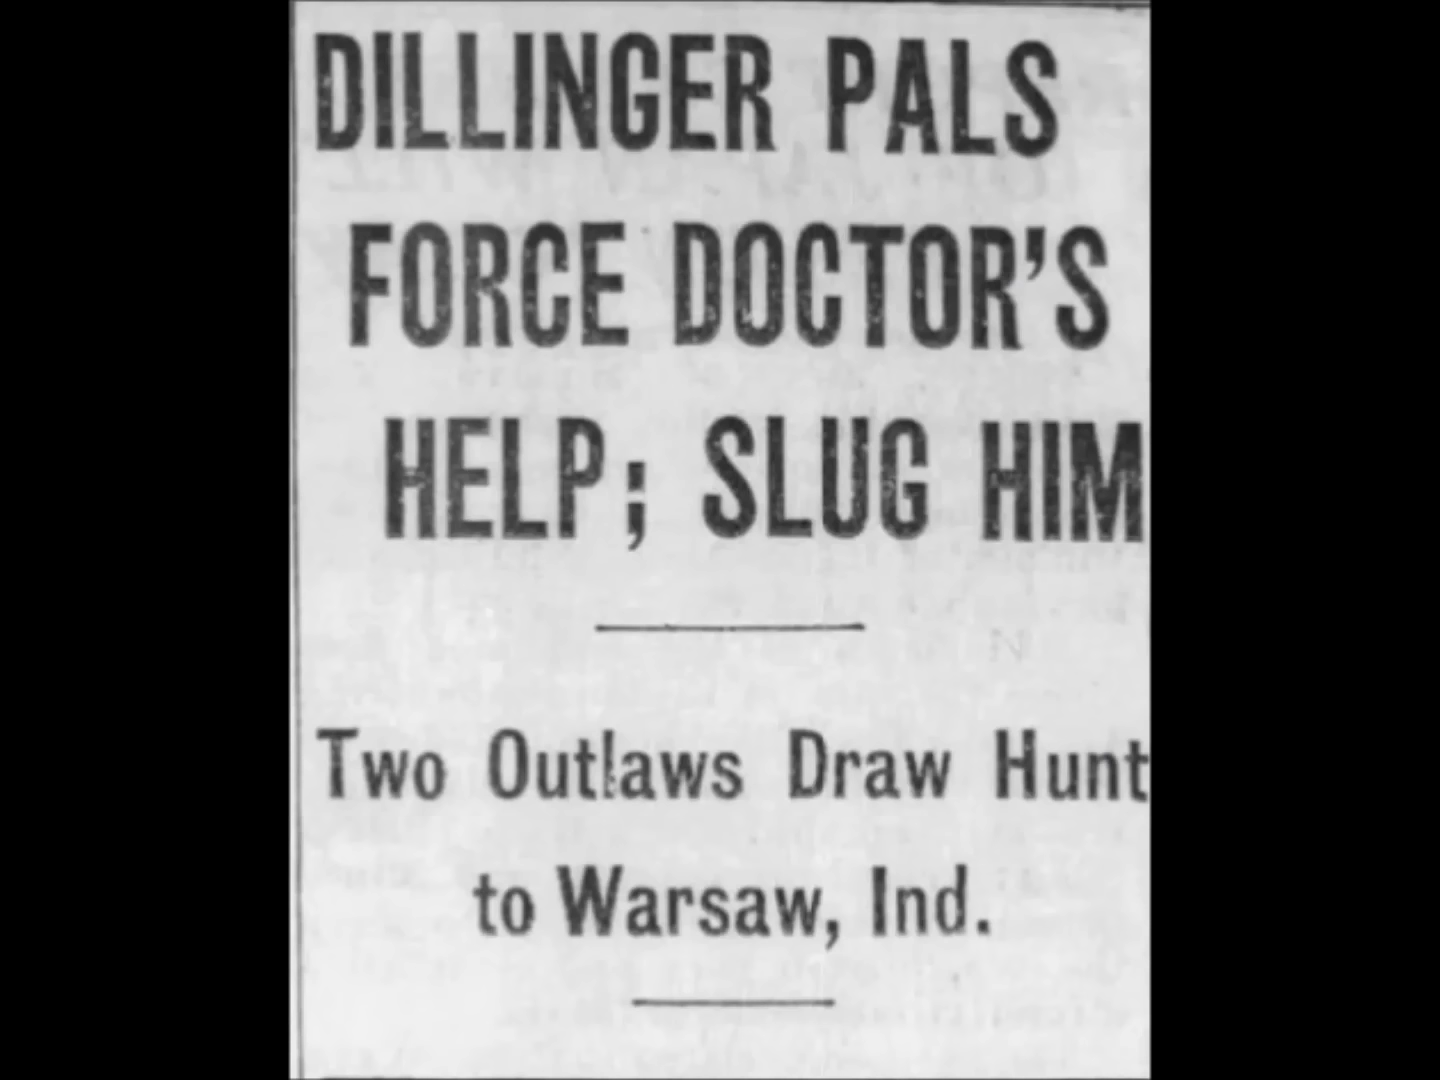 DILLINGER PALS
FORCE DOCTOR'S
HELP; SLUG HIM
Two Outlaws Draw Hunt
to Warsaw, Ind.